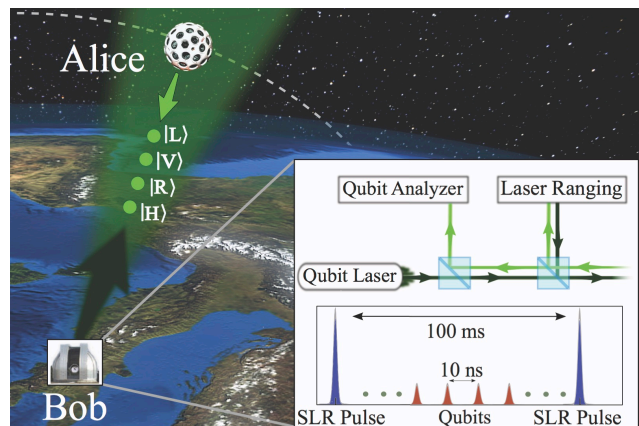 Alice
|L⟩
|V⟩
|R⟩
|H⟩
Bob
Qubit Analyzer
Laser Ranging
Qubit Laser
100 ms
10 ns
SLR Pulse
Qubits
SLR Pulse